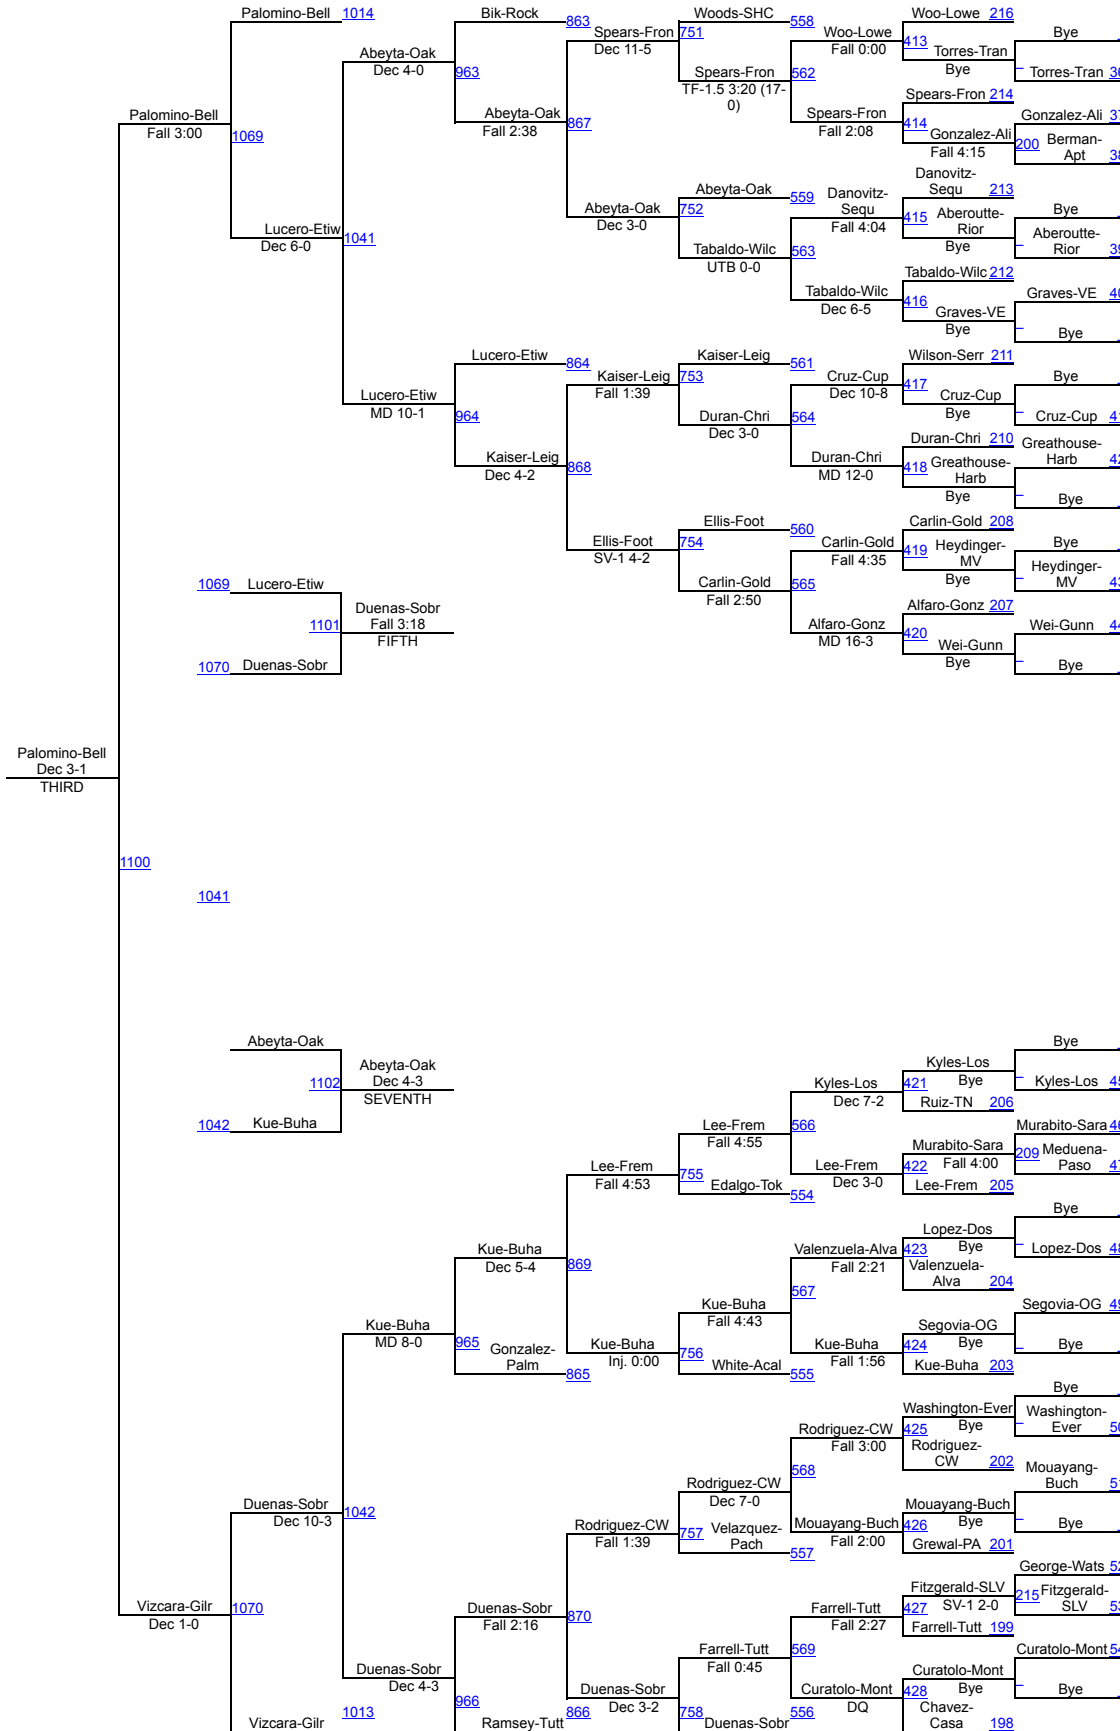 Palomino-Bell 1014
Bik-Rock 863
Woods-SHC 558
Woo-Lowe 216
Spears-Fron 751
Dec 11-5
Woo-Lowe
Fall 0:00
413
Bye
Torres-Tran
Bye
Torres-Tran
Abeyta-Oak
Dec 4-0
963
Spears-Fron 562
TF-1.5 3:20 (17-
0)
Spears-Fron 214
Palomino-Bell
Fall 3:00
1069
Abeyta-Oak
Fall 2:38
867
Spears-Fron
Fall 2:08
414
Gonzalez-Ali
Fall 4:15
Gonzalez-Ali
200 Berman-
Apt
Danovitz-
Sequ 213
Abeyta-Oak 559
Danovitz-
Sequ
Fall 4:04
Abeyta-Oak
Dec 3-0
752
415 Aberoutte-
Rior
Bye
Bye
Aberoutte-
Rior
Lucero-Etiw
Dec 6-0
1041
Tabaldo-Wilc
UTB 0-0
563
Tabaldo-Wilc 212
Tabaldo-Wilc
Dec 6-5
416
Graves-VE
Bye
Graves-VE
Bye
Lucero-Etiw 864
Kaiser-Leig 561
Wilson-Serr 211
Kaiser-Leig 753
Fall 1:39
Cruz-Cup
Dec 10-8
417
Cruz-Cup
Bye
Bye
Cruz-Cup
Lucero-Etiw
MD 10-1
964
Duran-Chri
Dec 3-0
564
Duran-Chri 210
Kaiser-Leig
Dec 4-2
868
Duran-Chri
MD 12-0
418 Greathouse-
Harb
Bye
Greathouse-
Harb
Bye
Ellis-Foot 560
Carlin-Gold 208
Ellis-Foot
SV-1 4-2
754
Carlin-Gold
Fall 4:35
419 Heydinger-
MV
Bye
Bye
Heydinger-
MV
1069 Lucero-Etiw
Carlin-Gold
Fall 2:50
565
Alfaro-Gonz 207
1101
Duenas-Sobr
Fall 3:18
FIFTH
Alfaro-Gonz
MD 16-3
420
Wei-Gunn
Bye
Wei-Gunn
Bye
1070 Duenas-Sobr
Palomino-Bell
Dec 3-1
THIRD
1100
1041
Abeyta-Oak
1102
Abeyta-Oak
Dec 4-3
SEVENTH
1042 Kue-Buha
Bye
Kyles-Los
Kyles-Los
Dec 7-2
421 Bye
Kyles-Los
Ruiz-TN 206
Lee-Frem
Fall 4:55
566
Murabito-Sara
Murabito-Sara
422 Fall 4:00
209 Meduena-
Paso
Lee-Frem
Fall 4:53
755
Edalgo-Tok 554
Lee-Frem
Dec 3-0
Lee-Frem 205
Bye
Lopez-Dos
Kue-Buha
Dec 5-4
869
Valenzuela-Alva
Fall 2:21
423 Bye
Lopez-Dos
Valenzuela-
Alva 204
567
Kue-Buha
Fall 4:43
Segovia-OG
Segovia-OG
Kue-Buha
MD 8-0
965 Gonzalez-
Palm
865
Kue-Buha
Inj. 0:00
756
White-Acal 555
Kue-Buha
Fall 1:56
424 Bye
Bye
Kue-Buha 203
Bye
Washington-Ever
Washington-
Ever
Rodriguez-CW
Fall 3:00
425 Bye
Rodriguez-
CW 202
568
Mouayang-
Buch
Rodriguez-CW
Dec 7-0
Duenas-Sobr
Dec 10-3
1042
Rodriguez-CW
Fall 1:39
757 Velazquez-
Pach
557
Mouayang-Buch
Fall 2:00
Mouayang-Buch
426 Bye
Bye
Grewal-PA 201
George-Wats
Vizcara-Gilr
Dec 1-0
1070
Duenas-Sobr
Fall 2:16
870
Farrell-Tutt
Fall 2:27
Fitzgerald-SLV
427 SV-1 2-0
215 Fitzgerald-
SLV
Farrell-Tutt 199
Farrell-Tutt
Fall 0:45
569
Curatolo-Mont
Duenas-Sobr
Dec 4-3
966
Duenas-Sobr
Dec 3-2
Curatolo-Mont
DQ
Curatolo-Mont
428 Bye
Bye
Vizcara-Gilr 1013
Ramsey-Tutt 866
758 Duenas-Sobr 556
Chavez-
Casa 198